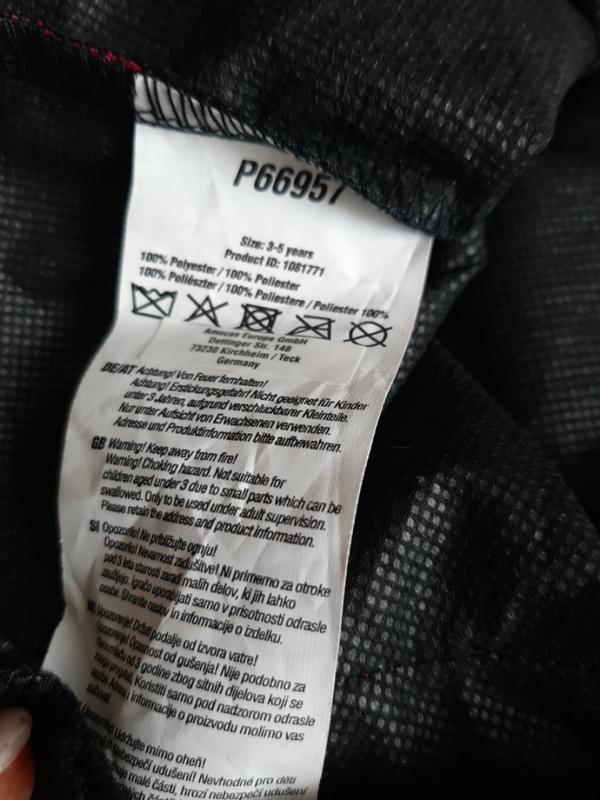 P66957
Size: 3-5 years
Product ID: 1081771
100% Polyester / 100% Poliester
100% Poliészter / 100% Poliestere / Poliester 100%
Amscan Europe GmbH
Dettinger Str. 148
73230 Kirchheim / Teck
Germany
DE/AT Achtung! Von Feuer fernhalten!
Achtung! Erstickungsgefahr! Nicht geeignet für Kinder
unter 3 Jahren, aufgrund verschluckbarer Kleinteile.
Nur unter Aufsicht von Erwachsenen verwenden.
Adresse und Produktinformation bitte aufbewahren.
GB Warning! Keep away from fire!
Warning! Choking hazard. Not suitable for
children aged under 3 due to small parts which can be
swallowed. Only to be used under adult supervision.
Please retain the address and product information.
SI Opozorilo! Ne približujte ognju!
Opozorilo! Nevarnost zadušitve! Ni primerno za otroke
pod 3 leta starosti zaradi malih delov, ki jih lahko
zaužijejo. Igračo uporabljati samo v prisotnosti odrasle
osebe. Shranite naslov in informacije o izdelku.
Upozorenje! Držati podalje od izvora vatre!
Upozorenje! Opasnost od gušenja! Nije podobno za
mlađu od 3 godine zbog sitnih dijelova koji se
mogu progutati. Koristiti samo pod nadzorom odrasle
osobe. informacije o proizvodu molimo vas
Udržujte mimo oheň!
Nebezpečí udušení! Nevhodné pro děti
malé části, hrozí nebezpečí udušení